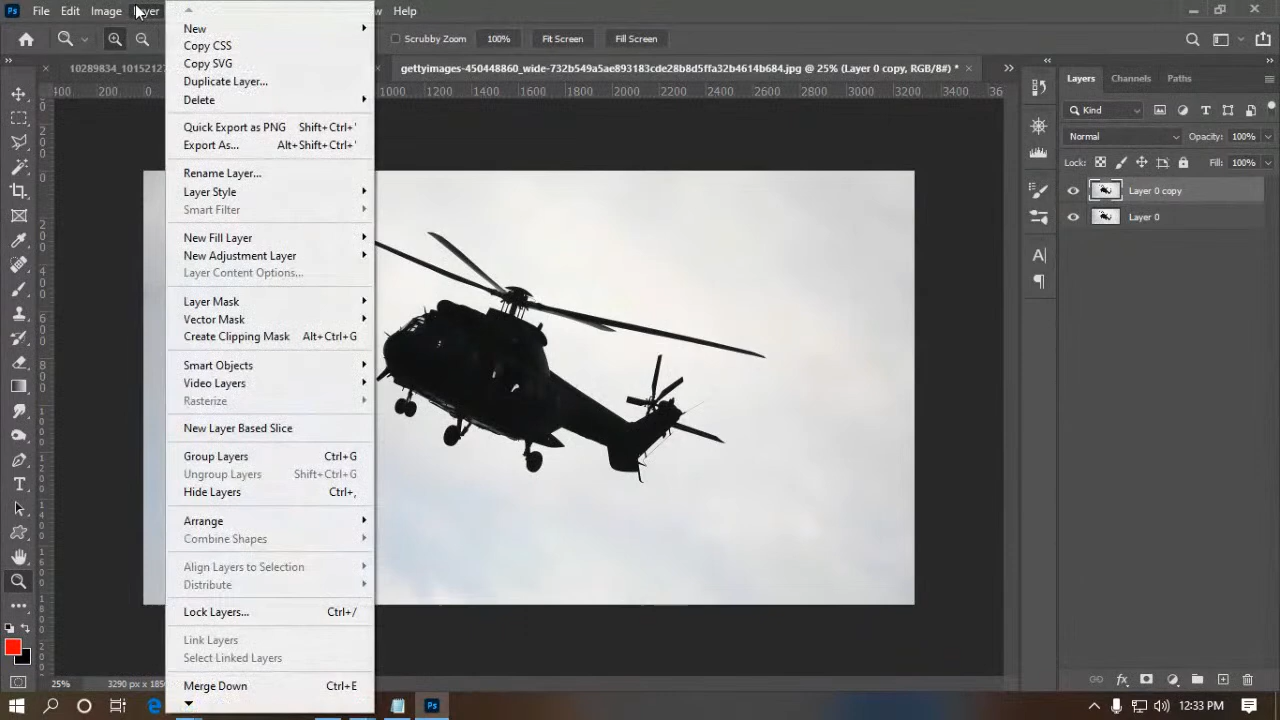 Ps File Edit Image Layer Help
Scrubby Zoom 100% Fit Screen Fill Screen
gettyimages-450448860_wide-732b549a5ae893183cde28b8d5ffa32b4614b684.jpg @ 25% (Layer 0 copy, RGB/8#) *
1000 1200 1400 1600 1800 2000 2200 2400 2600 2800 3000 3200 3400
New
Copy CSS
Copy SVG
Duplicate Layer...
Delete
Quick Export as PNG Shift+Ctrl+'
Export As... Alt+Shift+Ctrl+'
Rename Layer...
Layer Style
Smart Filter
New Fill Layer
New Adjustment Layer
Layer Content Options...
Layer Mask
Vector Mask
Create Clipping Mask Alt+Ctrl+G
Smart Objects
Video Layers
Rasterize
New Layer Based Slice
Group Layers Ctrl+G
Ungroup Layers Shift+Ctrl+G
Hide Layers Ctrl+,
Arrange
Combine Shapes
Align Layers to Selection
Distribute
Lock Layers... Ctrl+/
Link Layers
Select Linked Layers
Merge Down Ctrl+E
Layers Channels Paths
Kind
Normal Opacity: 100%
Lock: Fill: 100%
Layer 0 copy
Layer 0
25% 3290 px x
Ps 12:33 PM